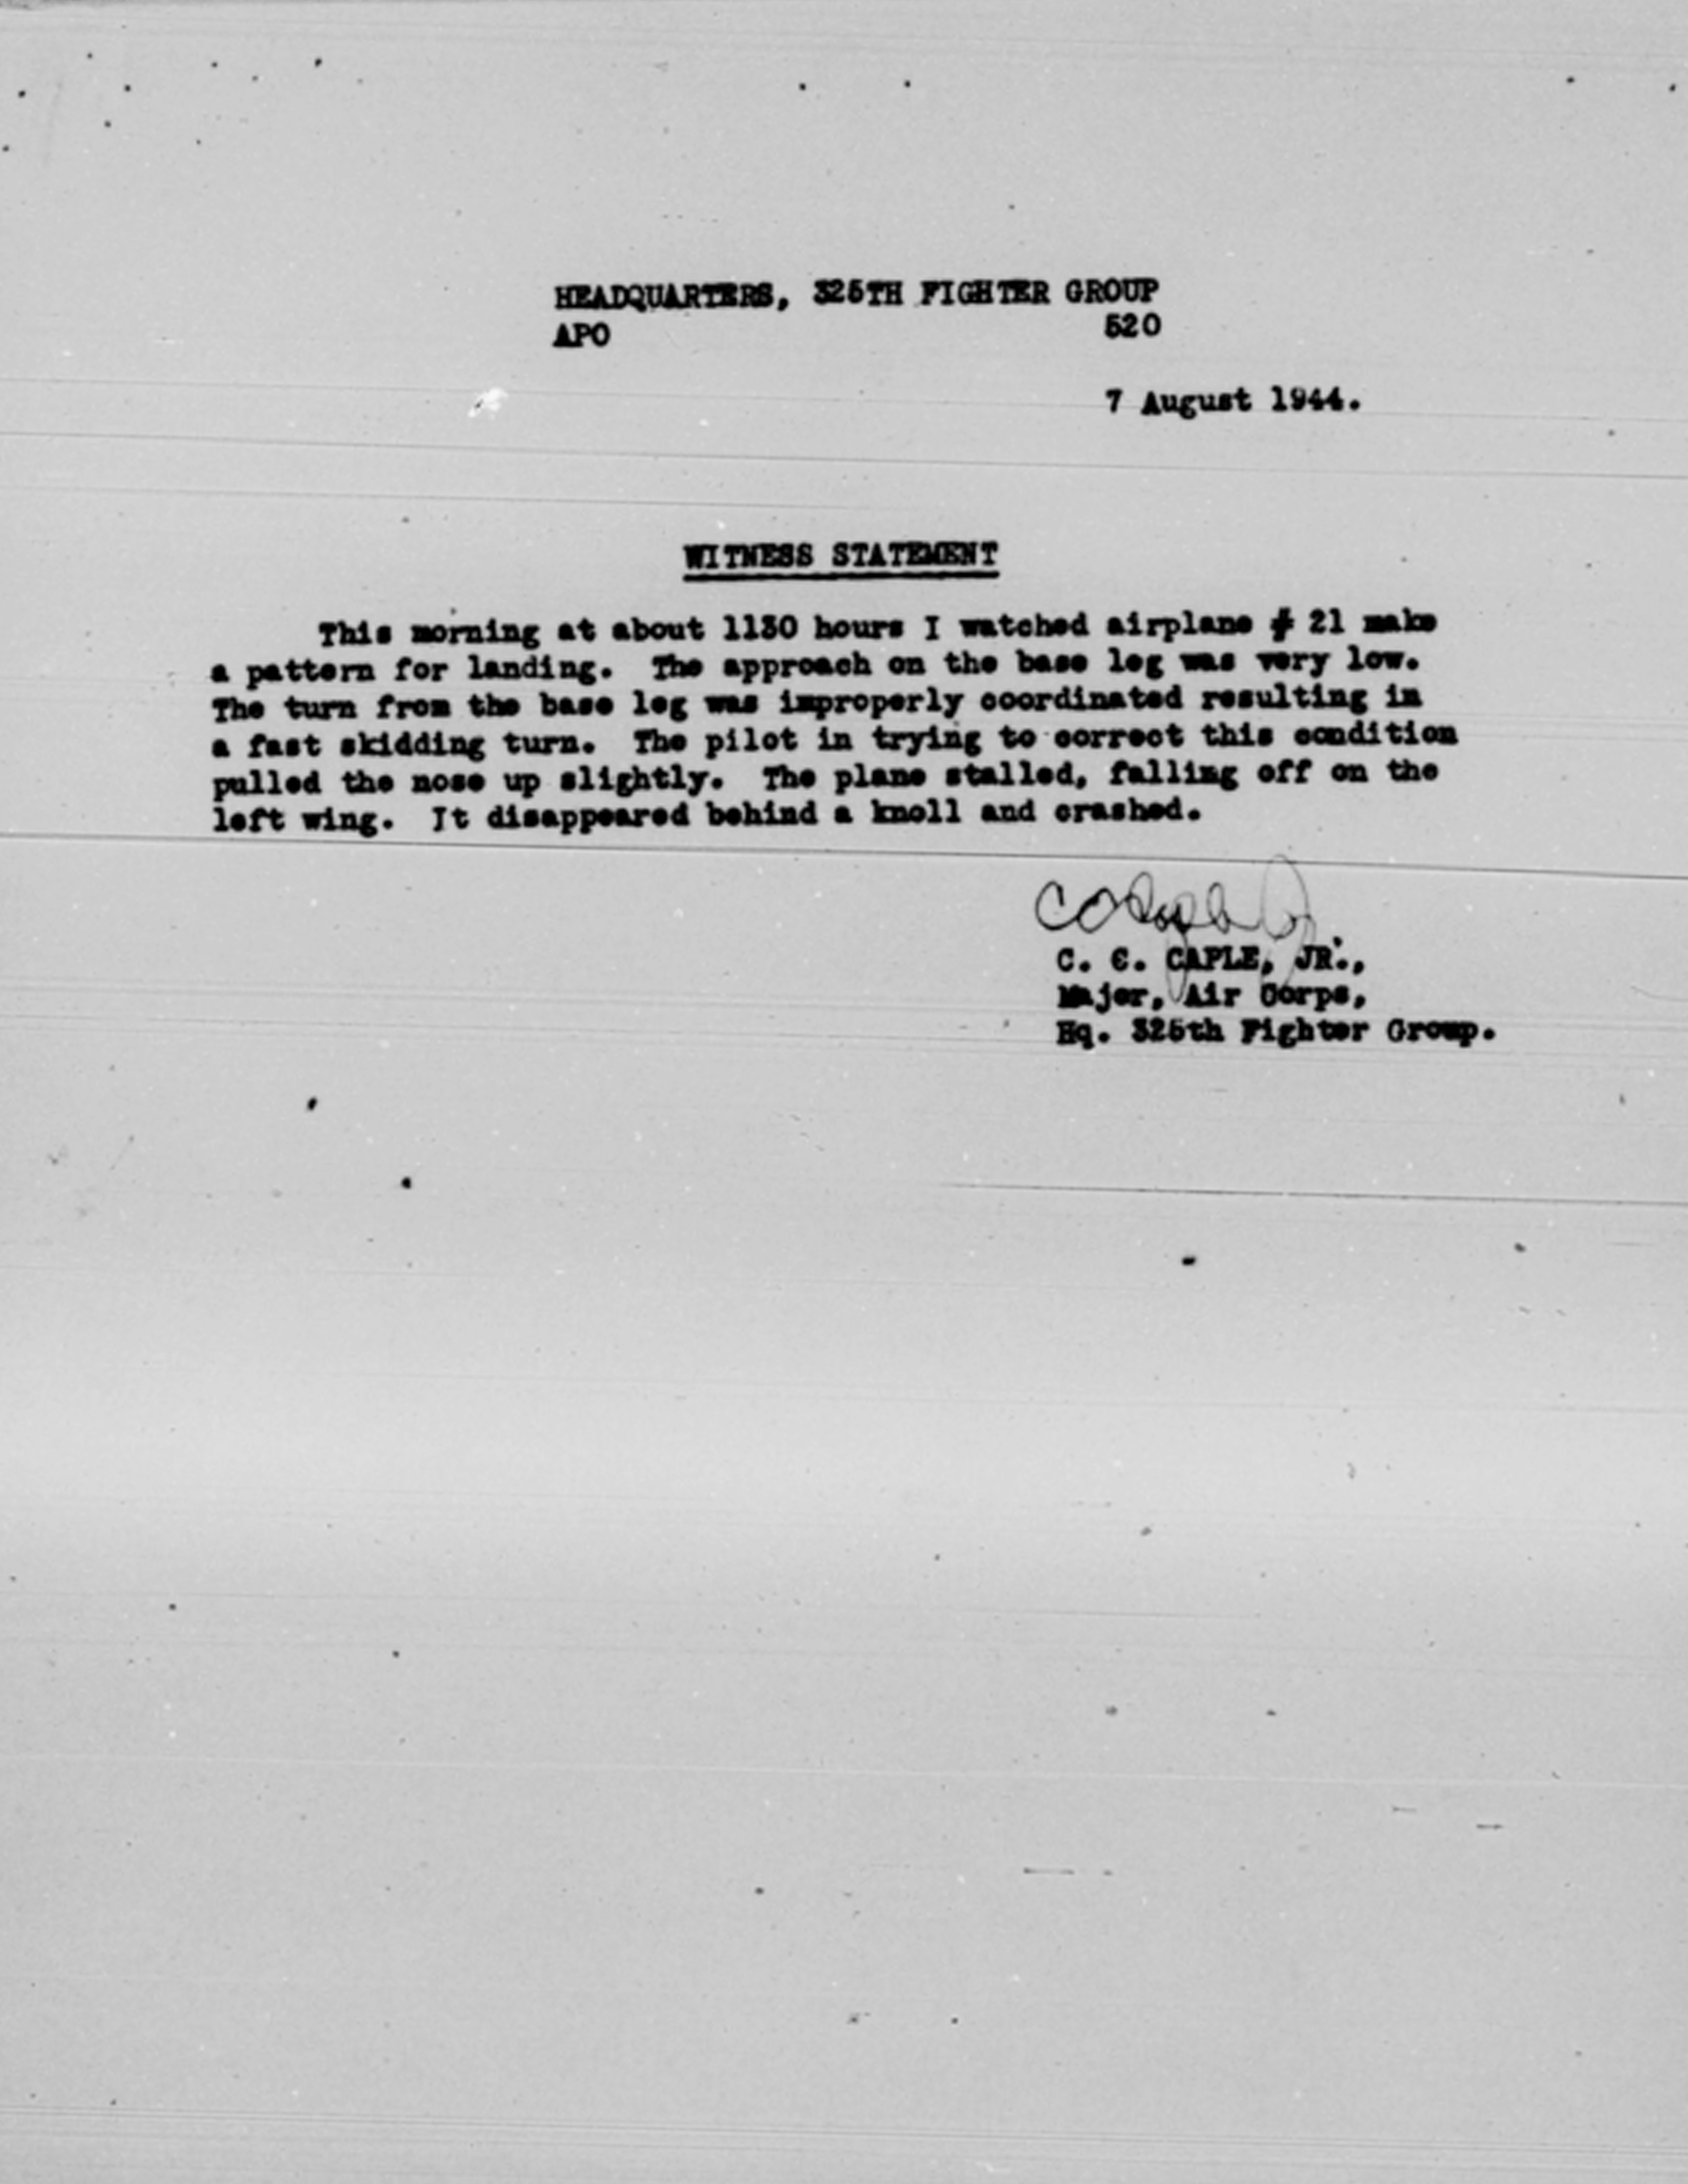 HEADQUARTERS, 325TH FIGHTER GROUP
APO 520
7 August 1944.
WITNESS STATEMENT
This morning at about 1130 hours I watched airplane # 21 make
a pattern for landing. The approach on the base leg was very low.
The turn from the base leg was improperly coordinated resulting in
a fast skidding turn. The pilot in trying to correct this condition
pulled the nose up slightly. The plane stalled, falling off on the
left wing. It disappeared behind a knoll and crashed.
C. C. CAPLE, JR.,
Major, Air Corps,
Hq. 325th Fighter Group.